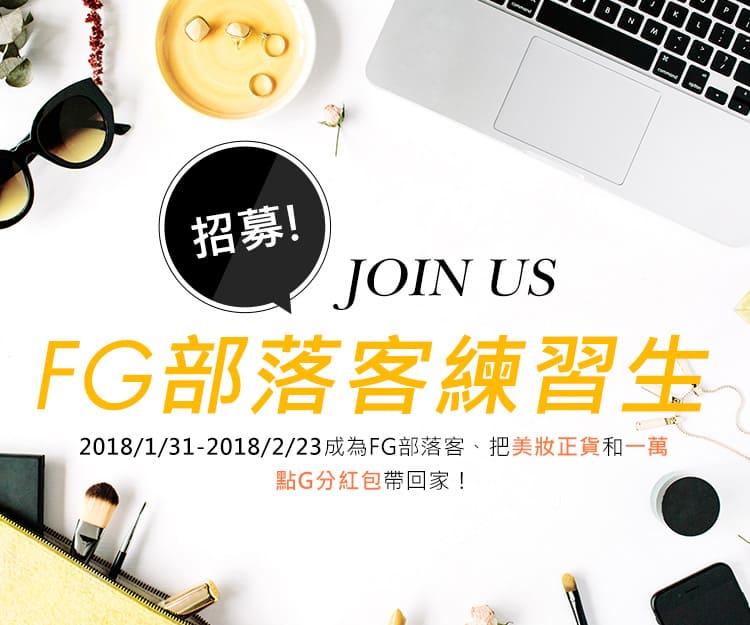 招募!
JOIN US
FG部落客練習生
2018/1/31-2018/2/23成為FG部落客、把美妝正貨和一萬
點G分紅包帶回家！